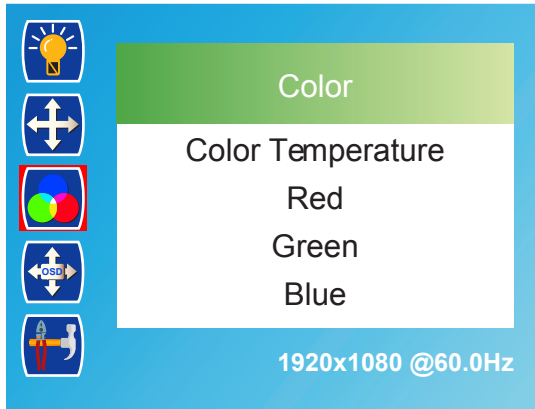 Color
Color Temperature
Red
Green
OSD
Blue
1920x1080 @60.0Hz